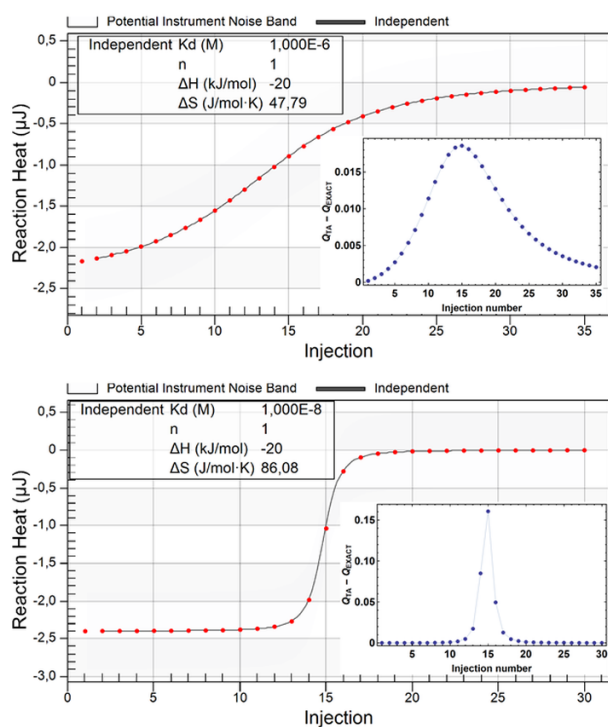 Potential Instrument Noise Band Independent
0,5
Independent Kd (M) 1,000E-6
n 1
ΔH (kJ/mol) -20
ΔS (J/mol·K) 47,79
0
-0,5
-1,0
-1,5
-2,0
-2,5
Reaction Heat (µJ)
0 5 10 15 20 25 30 35
Injection
0.015
0.010
0.005
0
Q_TA − Q_EXACT
5 10 15 20 25 30 35
Injection number
Potential Instrument Noise Band Independent
0,5
Independent Kd (M) 1,000E-8
n 1
ΔH (kJ/mol) -20
ΔS (J/mol·K) 86,08
0
-0,5
-1,0
-1,5
-2,0
-2,5
-3,0
Reaction Heat (µJ)
0 5 10 15 20 25 30 35
Injection
0.15
0.10
0.05
0
Q_TA − Q_EXACT
5 10 15 20 25 30
Injection number